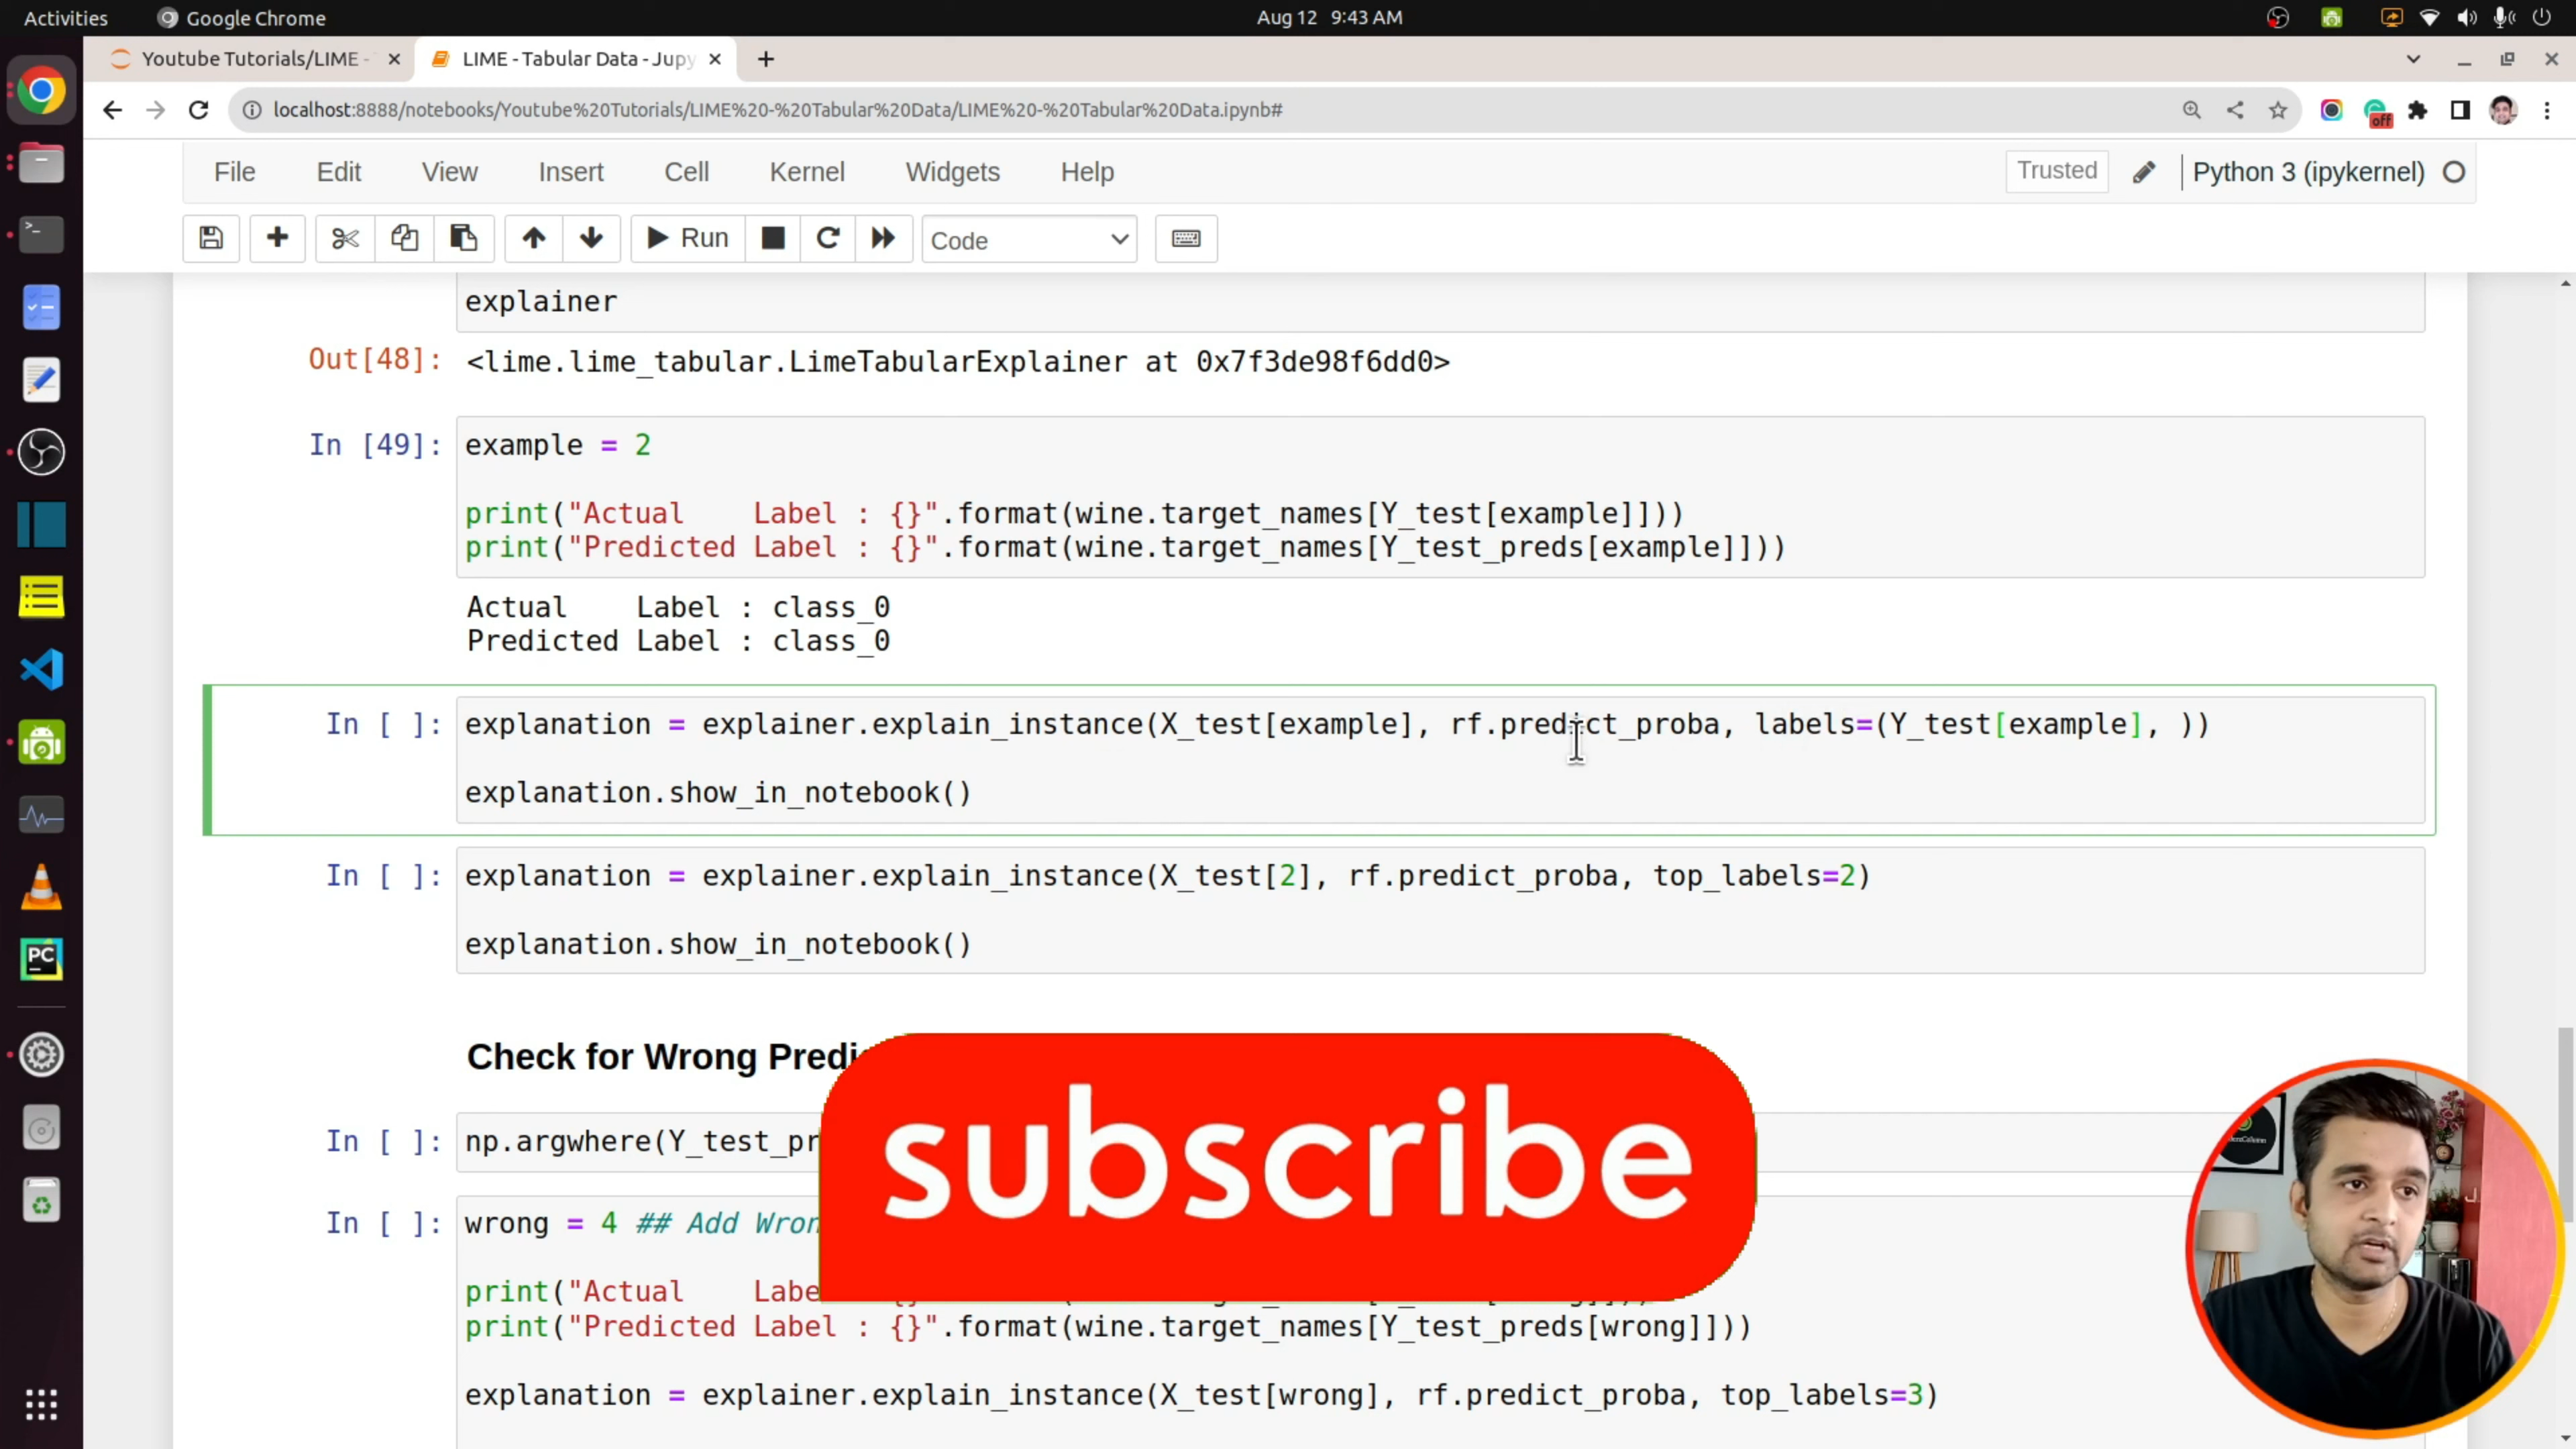 Activities Google Chrome Aug 12 9:43 AM
Youtube Tutorials/LIME - LIME - Tabular Data - Jupy
localhost:8888/notebooks/Youtube%20Tutorials/LIME%20-%20Tabular%20Data/LIME%20-%20Tabular%20Data.ipynb#
off
File Edit View Insert Cell Kernel Widgets Help Trusted Python 3 (ipykernel)
Run Code
explainer
Out[48]: <lime.lime_tabular.LimeTabularExplainer at 0x7f3de98f6dd0>
In [49]: example = 2
print("Actual    Label : {}".format(wine.target_names[Y_test[example]]))
print("Predicted Label : {}".format(wine.target_names[Y_test_preds[example]]))
Actual    Label : class_0
Predicted Label : class_0
In [ ]: explanation = explainer.explain_instance(X_test[example], rf.predict_proba, labels=(Y_test[example], ))
explanation.show_in_notebook()
In [ ]: explanation = explainer.explain_instance(X_test[2], rf.predict_proba, top_labels=2)
explanation.show_in_notebook()
Check for Wrong
In [ ]: np.argwhere(
subscribe
In [ ]: wrong = 4 ## Add
print("Actual
print("Predicted Label : {}".format(wine.target_names[Y_test_preds[wrong]]))
explanation = explainer.explain_instance(X_test[wrong], rf.predict_proba, top_labels=3)
PC